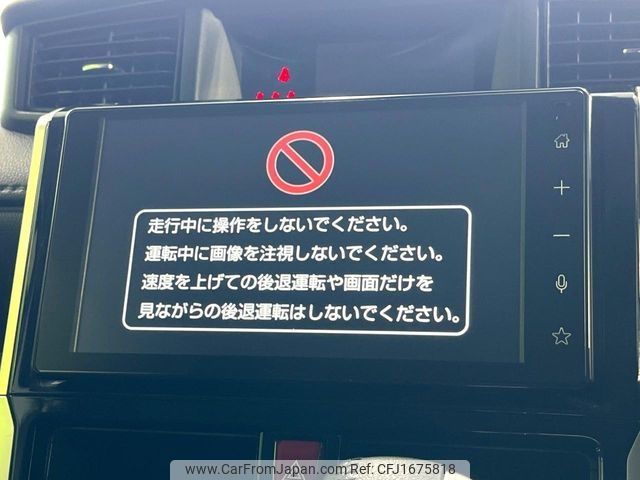 走行中に操作をしないでください。
運転中に画像を注視しないでください。
速度を上げての後退運転や画面だけを
見ながらの後退運転はしないでください。
www.CarFromJapan.com - CFJ1675818